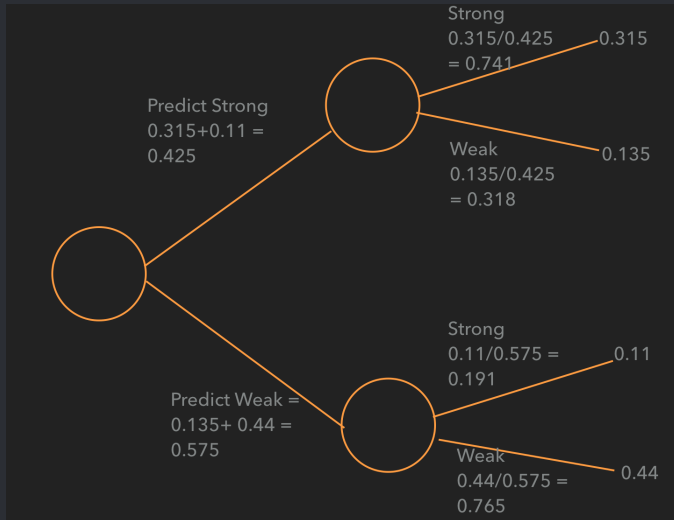 Strong
0.315/0.425
= 0.741
0.315
Predict Strong
0.315+0.11 =
0.425
Weak
0.135/0.425
= 0.318
0.135
Strong
0.11/0.575 =
0.191
0.11
Predict Weak =
0.135+ 0.44 =
0.575
Weak
0.44/0.575 =
0.765
0.44